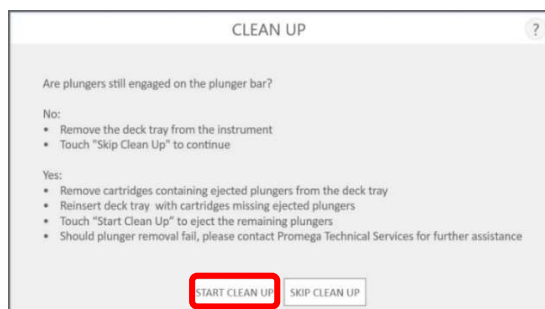 CLEAN UP
?
Are plungers still engaged on the plunger bar?
No:
• Remove the deck tray from the instrument
• Touch "Skip Clean Up" to continue
Yes:
• Remove cartridges containing ejected plungers from the deck tray
• Reinsert deck tray with cartridges missing ejected plungers
• Touch "Start Clean Up" to eject the remaining plungers
• Should plunger removal fail, please contact Promega Technical Services for further assistance
START CLEAN UP
SKIP CLEAN UP